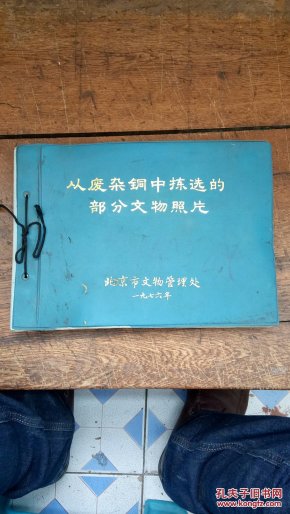 从废杂铜中拣选的
部分文物照片
北京市文物管理处
一九七六年
孔夫子旧书网